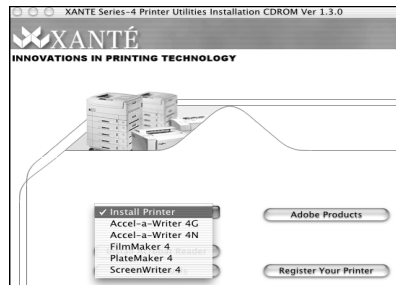 XANTE Series-4 Printer Utilities Installation CDROM Ver 1.3.0
XANTÉ
INNOVATIONS IN PRINTING TECHNOLOGY
✓ Install Printer
Accel-a-Writer 4G
Accel-a-Writer 4N
FilmMaker 4
PlateMaker 4
ScreenWriter 4
Reader
Adobe Products
Register Your Printer